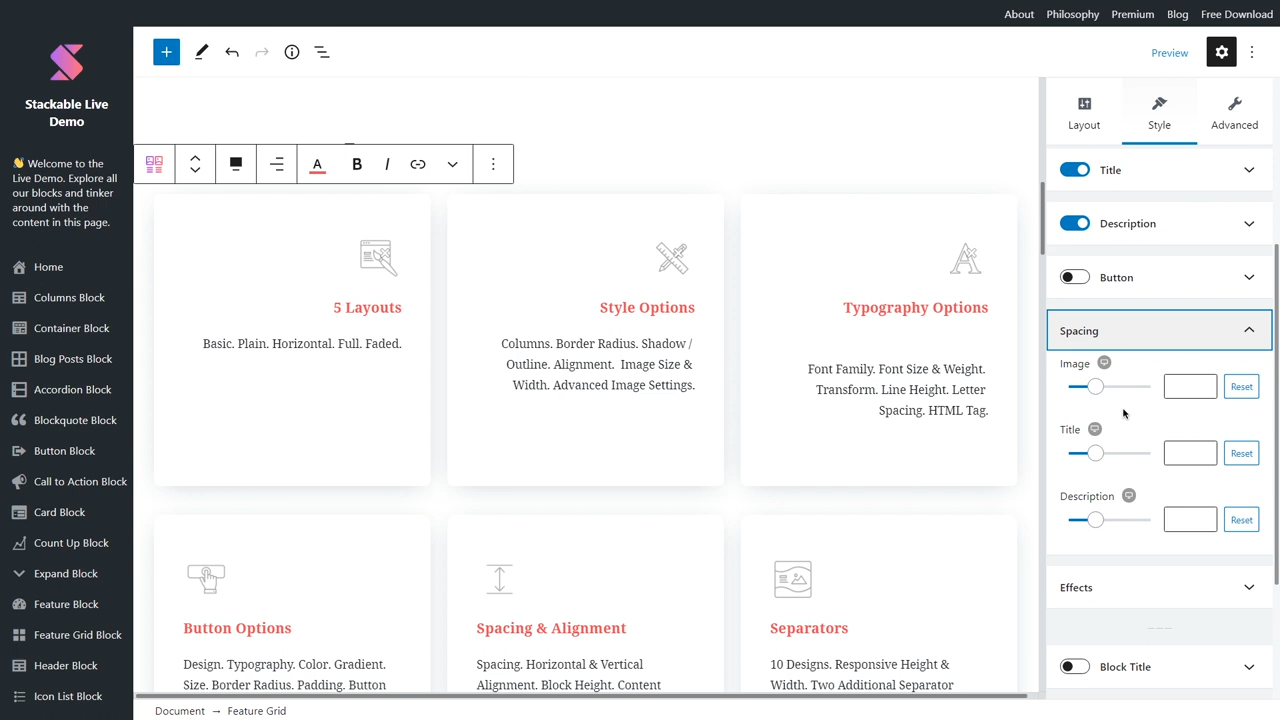 About
Philosophy
Premium
Blog
Free Download
Stackable Live
Demo
👋 Welcome to the
Live Demo. Explore all
our blocks and tinker
around with the
content in this page.
Home
Columns Block
Container Block
Blog Posts Block
Accordion Block
Blockquote Block
Button Block
Call to Action Block
Card Block
Count Up Block
Expand Block
Feature Block
Feature Grid Block
Header Block
Icon List Block
Preview
A
B
I
5 Layouts
Basic. Plain. Horizontal. Full. Faded.
Style Options
Columns. Border Radius. Shadow /
Outline. Alignment. Image Size &
Width. Advanced Image Settings.
Typography Options
Font Family. Font Size & Weight.
Transform. Line Height. Letter
Spacing. HTML Tag.
Button Options
Design. Typography. Color. Gradient.
Size. Border Radius. Padding. Button
Spacing & Alignment
Spacing. Horizontal & Vertical
Alignment. Block Height. Content
Separators
10 Designs. Responsive Height &
Width. Two Additional Separator
Layout
Style
Advanced
Title
Description
Button
Spacing
Image
Reset
Title
Reset
Description
Reset
Effects
Block Title
Document → Feature Grid